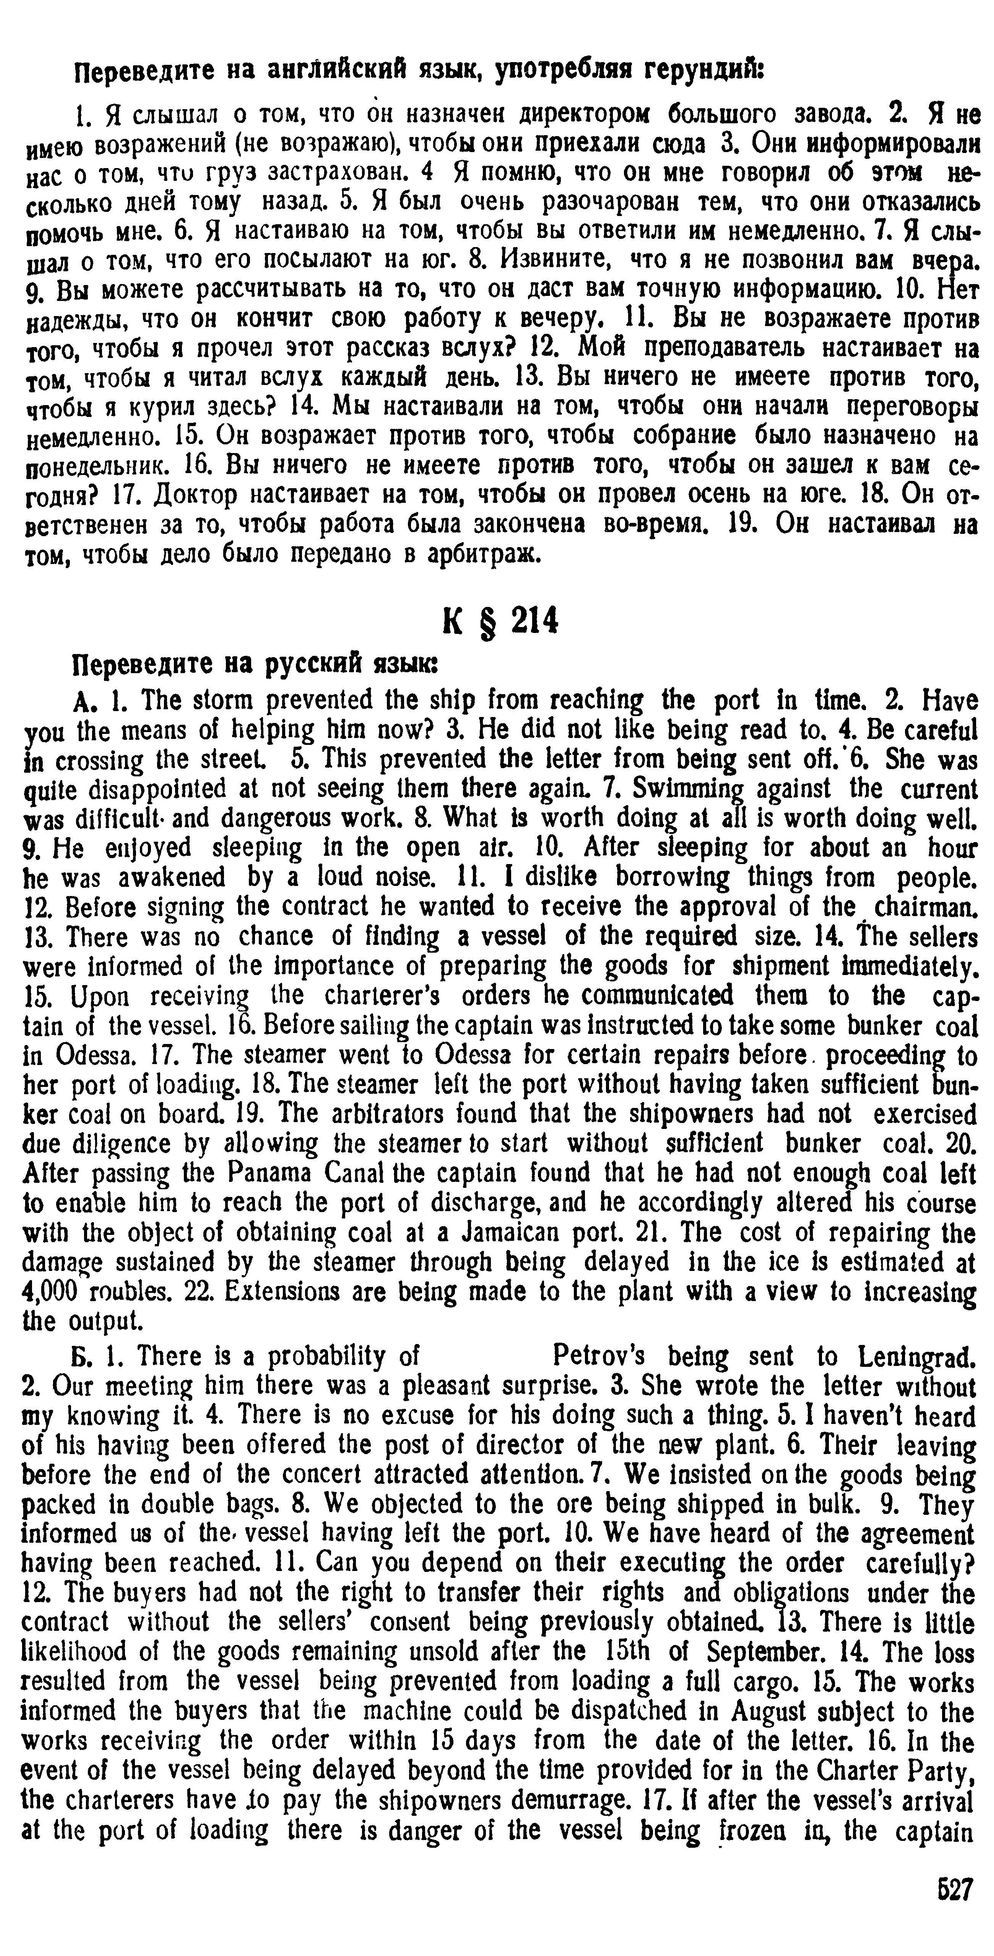 Переведите на английский язык, употребляя герундий:
1. Я слышал о том, что он назначен директором большого завода. 2. Я не
имею возражений (не возражаю), чтобы они приехали сюда 3. Они информировали
нас о том, что груз застрахован. 4 Я помню, что он мне говорил об этом не-
сколько дней тому назад. 5. Я был очень разочарован тем, что они отказались
помочь мне. 6. Я настаиваю на том, чтобы вы ответили им немедленно. 7. Я слы-
шал о том, что его посылают на юг. 8. Извините, что я не позвонил вам вчера.
9. Вы можете рассчитывать на то, что он даст вам точную информацию. 10. Нет
надежды, что он кончит свою работу к вечеру. 11. Вы не возражаете против
того, чтобы я прочел этот рассказ вслух? 12. Мой преподаватель настаивает на
том, чтобы я читал вслух каждый день. 13. Вы ничего не имеете против того,
чтобы я курил здесь? 14. Мы настаивали на том, чтобы они начали переговоры
немедленно. 15. Он возражает против того, чтобы собрание было назначено на
понедельник. 16. Вы ничего не имеете против того, чтобы он зашел к вам се-
годня? 17. Доктор настаивает на том, чтобы он провел осень на юге. 18. Он от-
ветственен за то, чтобы работа была закончена во-время. 19. Он настаивал на
том, чтобы дело было передано в арбитраж.
К § 214
Переведите на русский язык:
А. 1. The storm prevented the ship from reaching the port in time. 2. Have
you the means of helping him now? 3. He did not like being read to. 4. Be careful
in crossing the street. 5. This prevented the letter from being sent off. 6. She was
quite disappointed at not seeing them there again. 7. Swimming against the current
was difficult and dangerous work. 8. What is worth doing at all is worth doing well.
9. He enjoyed sleeping in the open air. 10. After sleeping for about an hour
he was awakened by a loud noise. 11. I dislike borrowing things from people.
12. Before signing the contract he wanted to receive the approval of the chairman.
13. There was no chance of finding a vessel of the required size. 14. The sellers
were informed of the importance of preparing the goods for shipment immediately.
15. Upon receiving the charterer's orders he communicated them to the cap-
tain of the vessel. 16. Before sailing the captain was instructed to take some bunker coal
in Odessa. 17. The steamer went to Odessa for certain repairs before proceeding to
her port of loading. 18. The steamer left the port without having taken sufficient bun-
ker coal on board. 19. The arbitrators found that the shipowners had not exercised
due diligence by allowing the steamer to start without sufficient bunker coal. 20.
After passing the Panama Canal the captain found that he had not enough coal left
to enable him to reach the port of discharge, and he accordingly altered his course
with the object of obtaining coal at a Jamaican port. 21. The cost of repairing the
damage sustained by the steamer through being delayed in the ice is estimated at
4,000 roubles. 22. Extensions are being made to the plant with a view to increasing
the output.
Б. 1. There is a probability of Petrov's being sent to Leningrad.
2. Our meeting him there was a pleasant surprise. 3. She wrote the letter without
my knowing it. 4. There is no excuse for his doing such a thing. 5. I haven't heard
of his having been offered the post of director of the new plant. 6. Their leaving
before the end of the concert attracted attention. 7. We insisted on the goods being
packed in double bags. 8. We objected to the ore being shipped in bulk. 9. They
informed us of the vessel having left the port. 10. We have heard of the agreement
having been reached. 11. Can you depend on their executing the order carefully?
12. The buyers had not the right to transfer their rights and obligations under the
contract without the sellers' consent being previously obtained. 13. There is little
likelihood of the goods remaining unsold after the 15th of September. 14. The loss
resulted from the vessel being prevented from loading a full cargo. 15. The works
informed the buyers that the machine could be dispatched in August subject to the
works receiving the order within 15 days from the date of the letter. 16. In the
event of the vessel being delayed beyond the time provided for in the Charter Party,
the charterers have to pay the shipowners demurrage. 17. If after the vessel's arrival
at the port of loading there is danger of the vessel being frozen in, the captain
527